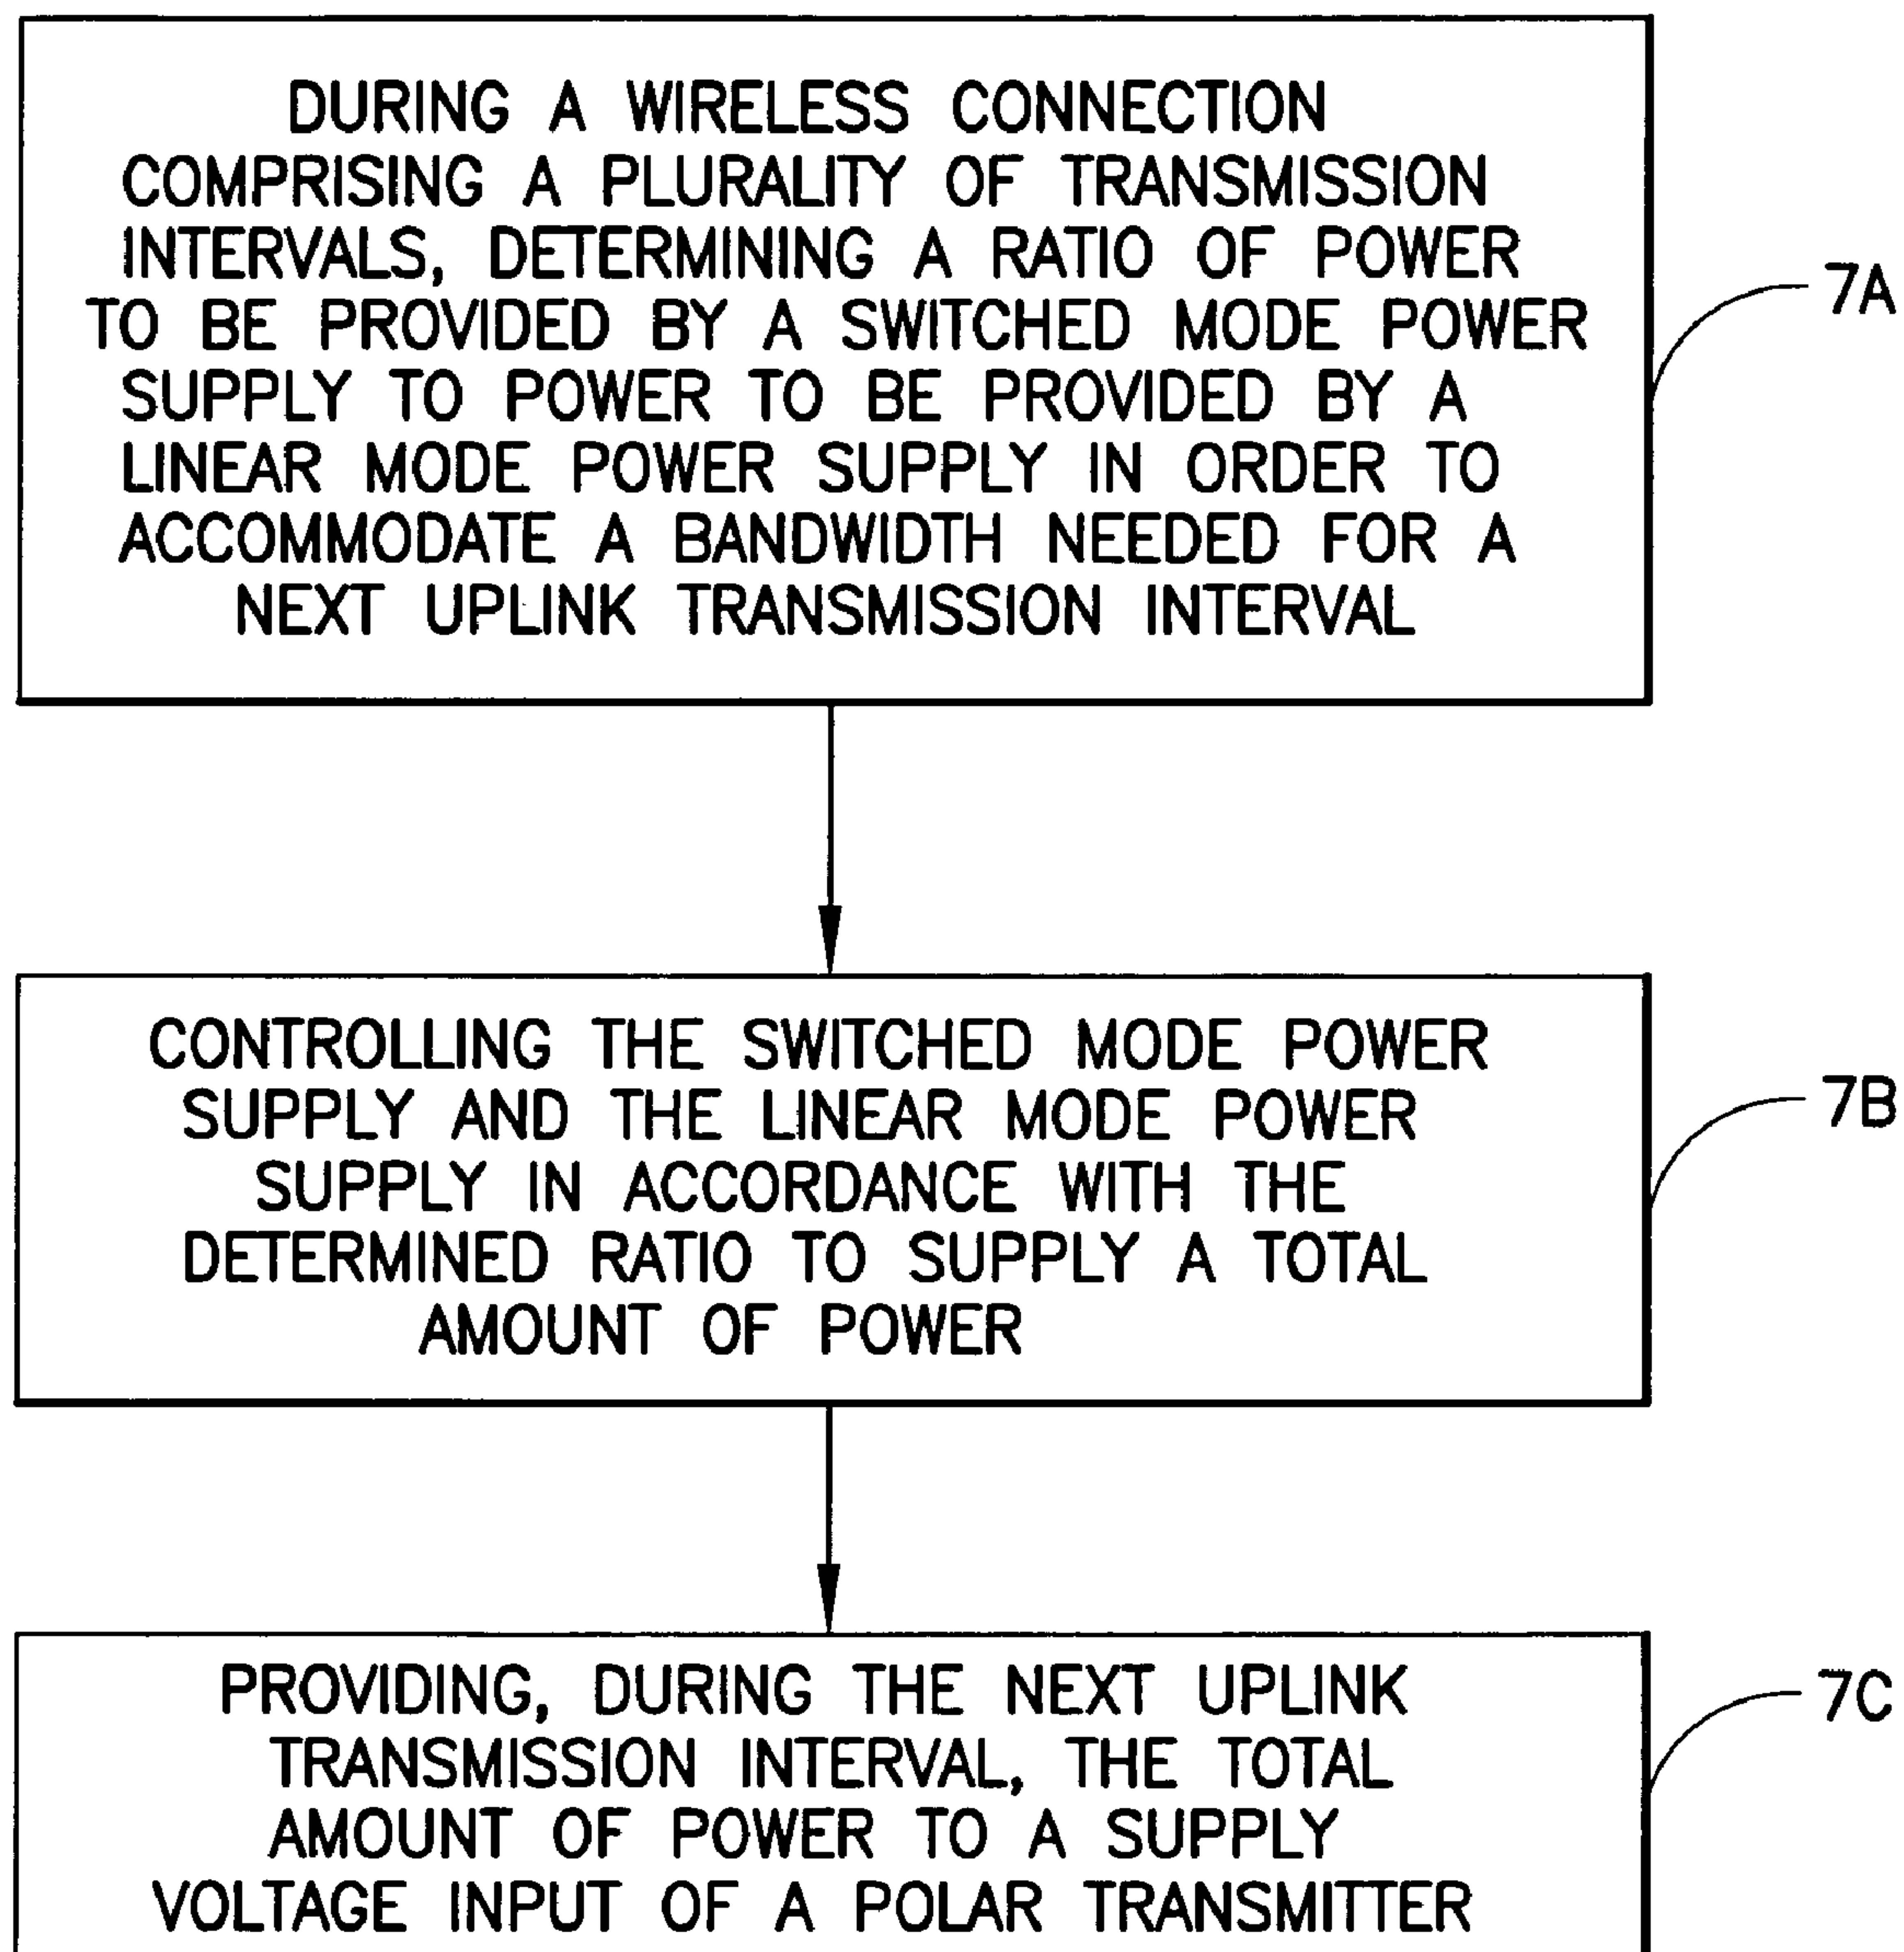 DURING A WIRELESS CONNECTION
COMPRISING A PLURALITY OF TRANSMISSION
INTERVALS, DETERMINING A RATIO OF POWER
TO BE PROVIDED BY A SWITCHED MODE POWER
SUPPLY TO POWER TO BE PROVIDED BY A
LINEAR MODE POWER SUPPLY IN ORDER TO
ACCOMMODATE A BANDWIDTH NEEDED FOR A
NEXT UPLINK TRANSMISSION INTERVAL
7A
CONTROLLING THE SWITCHED MODE POWER
SUPPLY AND THE LINEAR MODE POWER
SUPPLY IN ACCORDANCE WITH THE
DETERMINED RATIO TO SUPPLY A TOTAL
AMOUNT OF POWER
7B
PROVIDING, DURING THE NEXT UPLINK
TRANSMISSION INTERVAL, THE TOTAL
AMOUNT OF POWER TO A SUPPLY
VOLTAGE INPUT OF A POLAR TRANSMITTER
7C